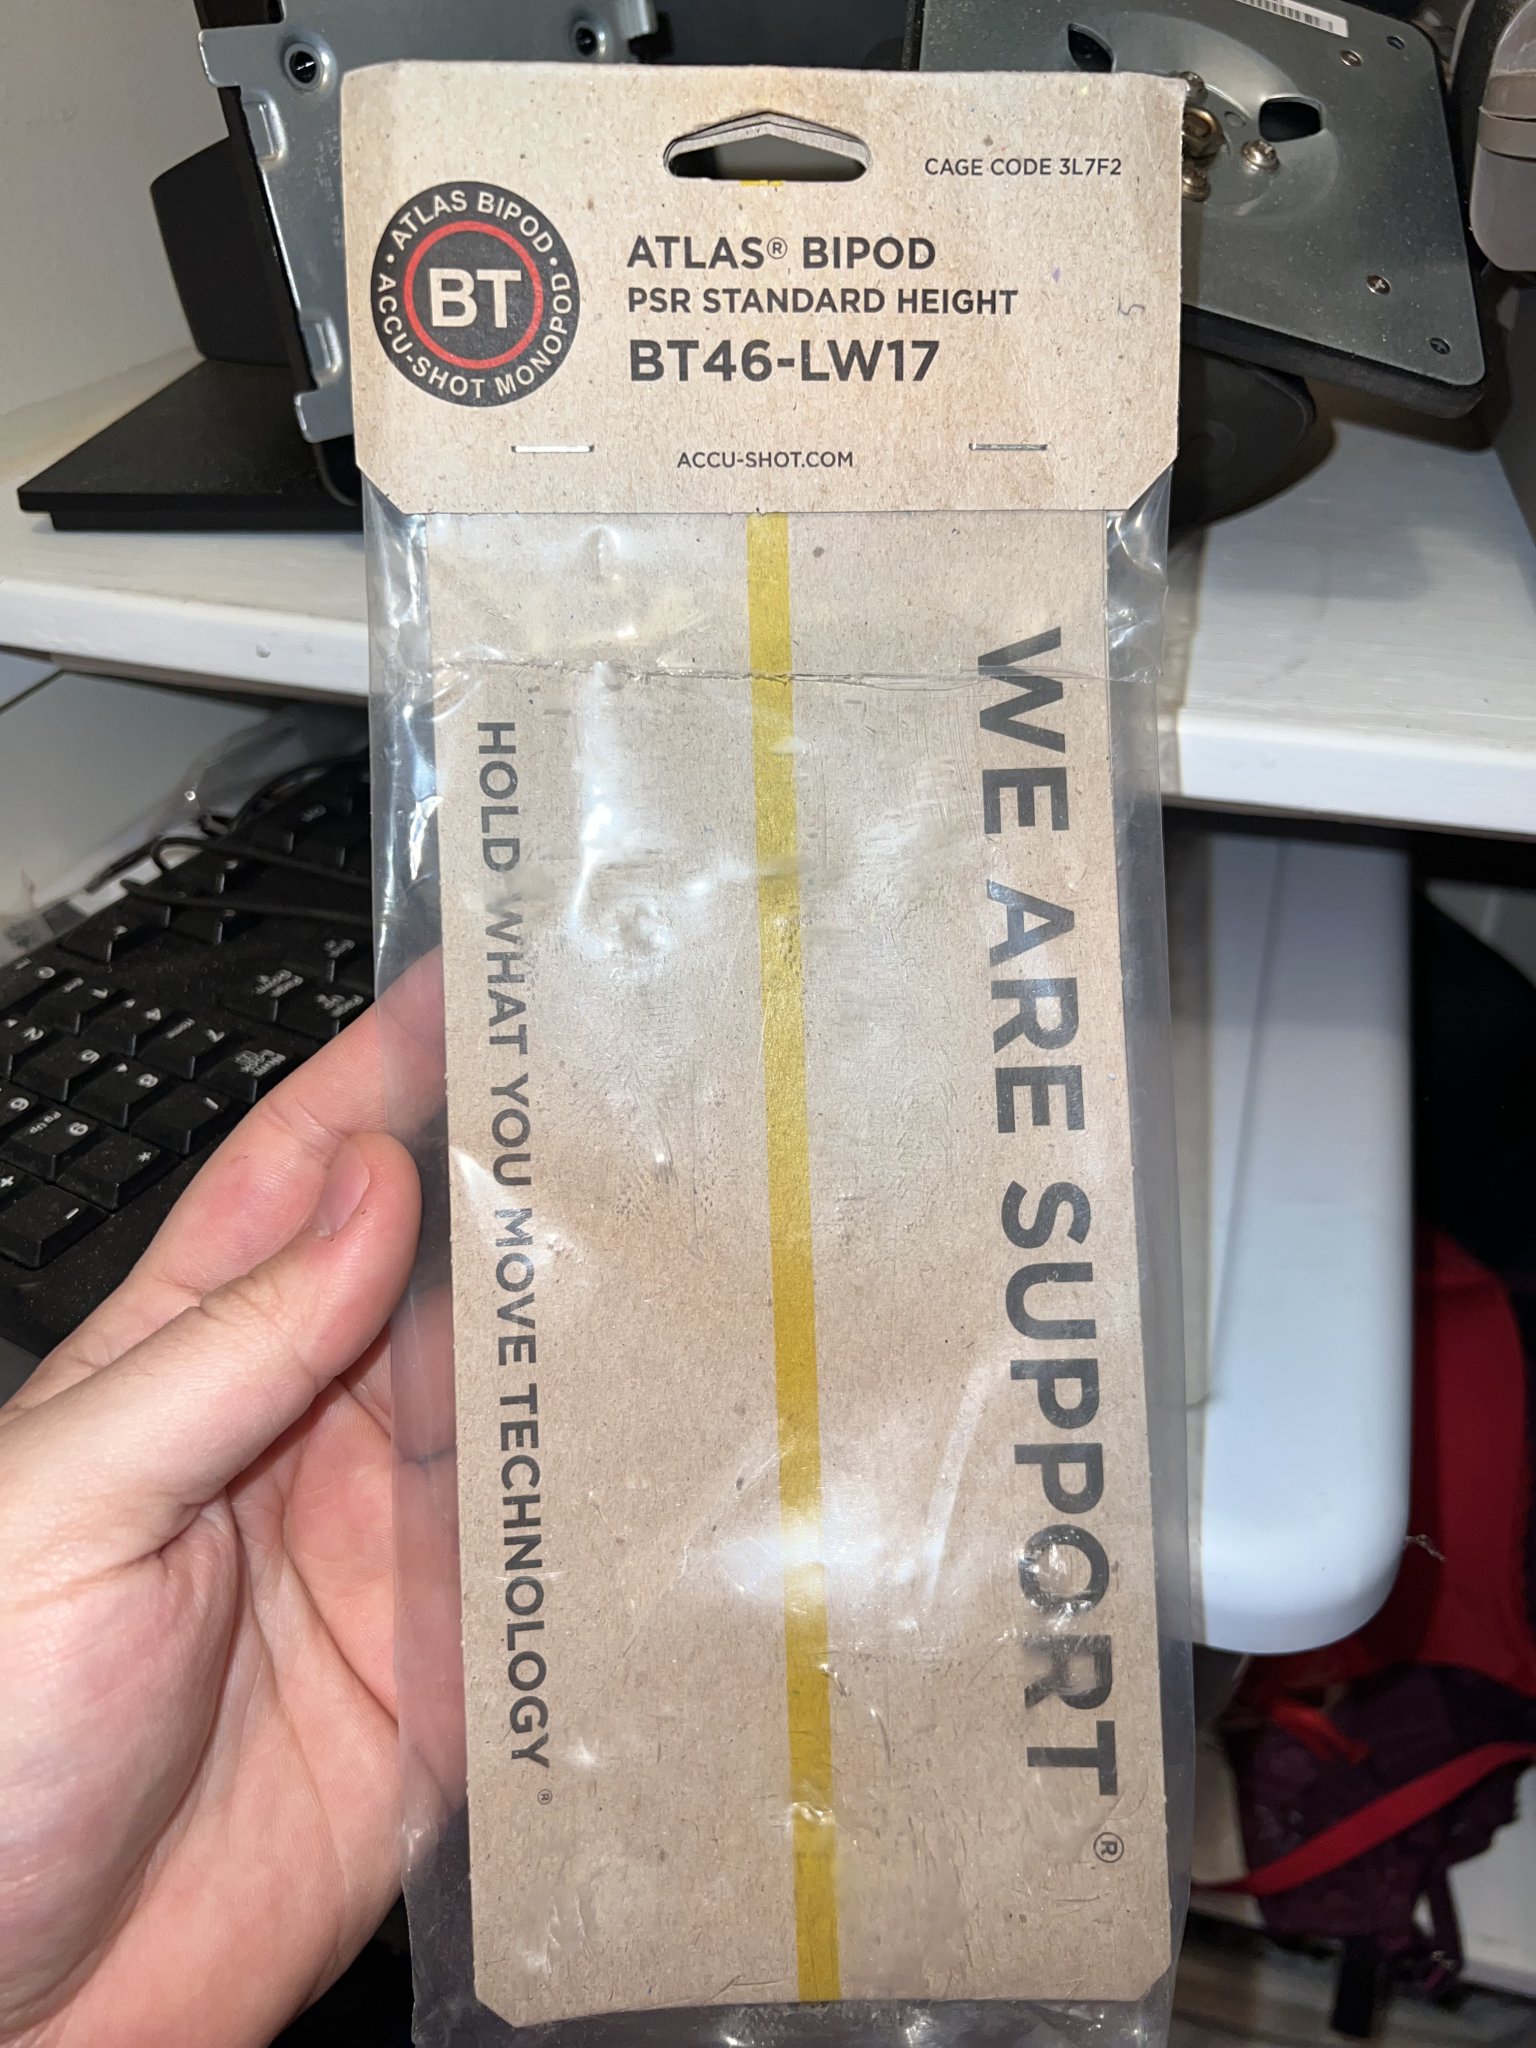 CAGE CODE 3L7F2
• ATLAS BIPOD •
ACCU-SHOT MONOPOD
BT
ATLAS® BIPOD
PSR STANDARD HEIGHT
BT46-LW17
ACCU-SHOT.COM
WE ARE SUPPORT®
HOLD WHAT YOU MOVE TECHNOLOGY®